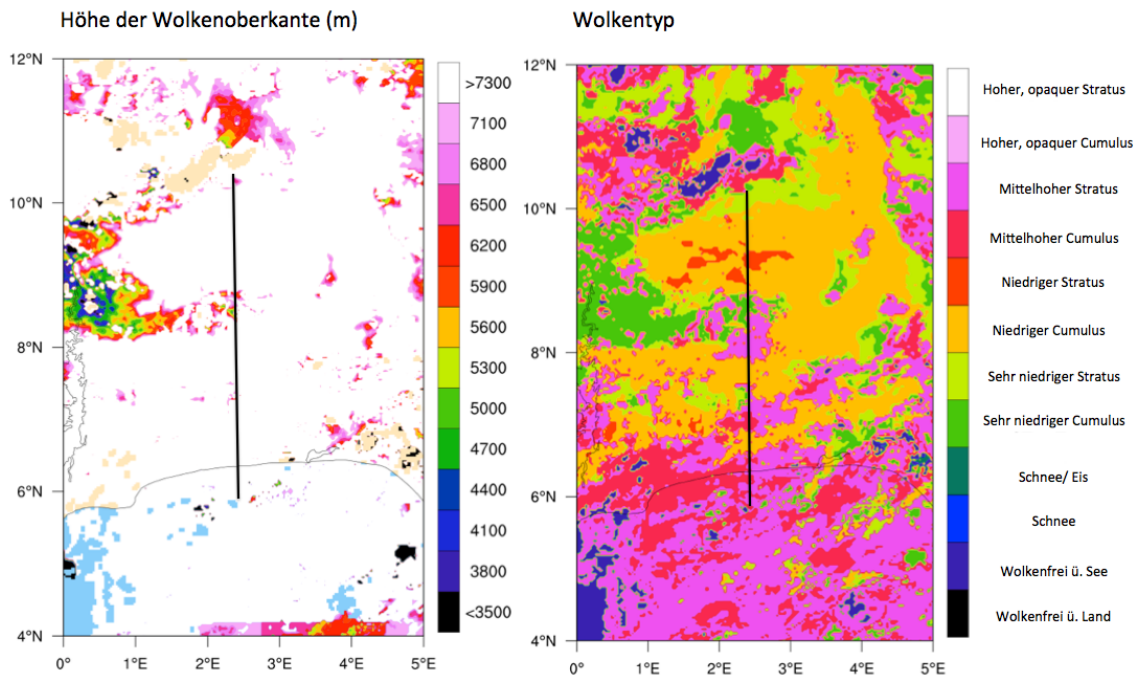 Höhe der Wolkenoberkante (m)
Wolkentyp
12°N
10°N
8°N
6°N
4°N
0°
1°E
2°E
3°E
4°E
5°E
>7300
7100
6800
6500
6200
5900
5600
5300
5000
4700
4400
4100
3800
<3500
12°N
10°N
8°N
6°N
4°N
0°
1°E
2°E
3°E
4°E
5°E
Hoher, opaquer Stratus
Hoher, opaquer Cumulus
Mittelhoher Stratus
Mittelhoher Cumulus
Niedriger Stratus
Niedriger Cumulus
Sehr niedriger Stratus
Sehr niedriger Cumulus
Schnee/ Eis
Schnee
Wolkenfrei ü. See
Wolkenfrei ü. Land